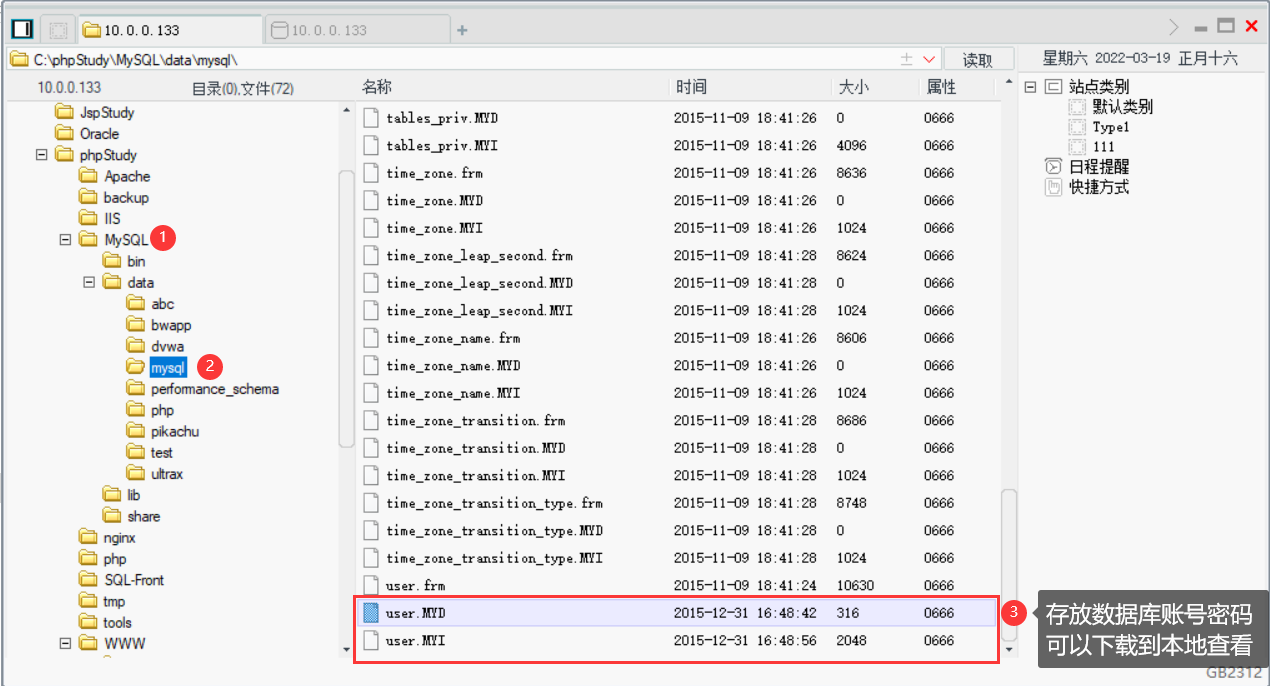 10. 0. 0. 133
10. 0. 0. 133
+
C:\phpStudy\MySQL\data\mysql\
读取
星期六 2022-03-19 正月十六
10.0.0.133 目录(0),文件(72)
JspStudy
Oracle
phpStudy
Apache
backup
IIS
MySQL 1
bin
data
abc
bwapp
dvwa
mysql 2
performance_schema
php
pikachu
test
ultrax
lib
share
nginx
php
SQL-Front
tmp
tools
WWW
名称 时间 大小 属性
tables_priv.MYD 2015-11-09 18:41:26 0 0666
tables_priv.MYI 2015-11-09 18:41:26 4096 0666
time_zone.frm 2015-11-09 18:41:26 8636 0666
time_zone.MYD 2015-11-09 18:41:26 0 0666
time_zone.MYI 2015-11-09 18:41:26 1024 0666
time_zone_leap_second.frm 2015-11-09 18:41:28 8624 0666
time_zone_leap_second.MYD 2015-11-09 18:41:28 0 0666
time_zone_leap_second.MYI 2015-11-09 18:41:28 1024 0666
time_zone_name.frm 2015-11-09 18:41:26 8606 0666
time_zone_name.MYD 2015-11-09 18:41:26 0 0666
time_zone_name.MYI 2015-11-09 18:41:26 1024 0666
time_zone_transition.frm 2015-11-09 18:41:28 8686 0666
time_zone_transition.MYD 2015-11-09 18:41:28 0 0666
time_zone_transition.MYI 2015-11-09 18:41:28 1024 0666
time_zone_transition_type.frm 2015-11-09 18:41:28 8748 0666
time_zone_transition_type.MYD 2015-11-09 18:41:28 0 0666
time_zone_transition_type.MYI 2015-11-09 18:41:28 1024 0666
user.frm 2015-11-09 18:41:24 10630 0666
user.MYD 2015-12-31 16:48:42 316 0666
user.MYI 2015-12-31 16:48:56 2048 0666
站点类别
默认类别
Type1
111
日程提醒
快捷方式
3
存放数据库账号密码
可以下载到本地查看
GB2312